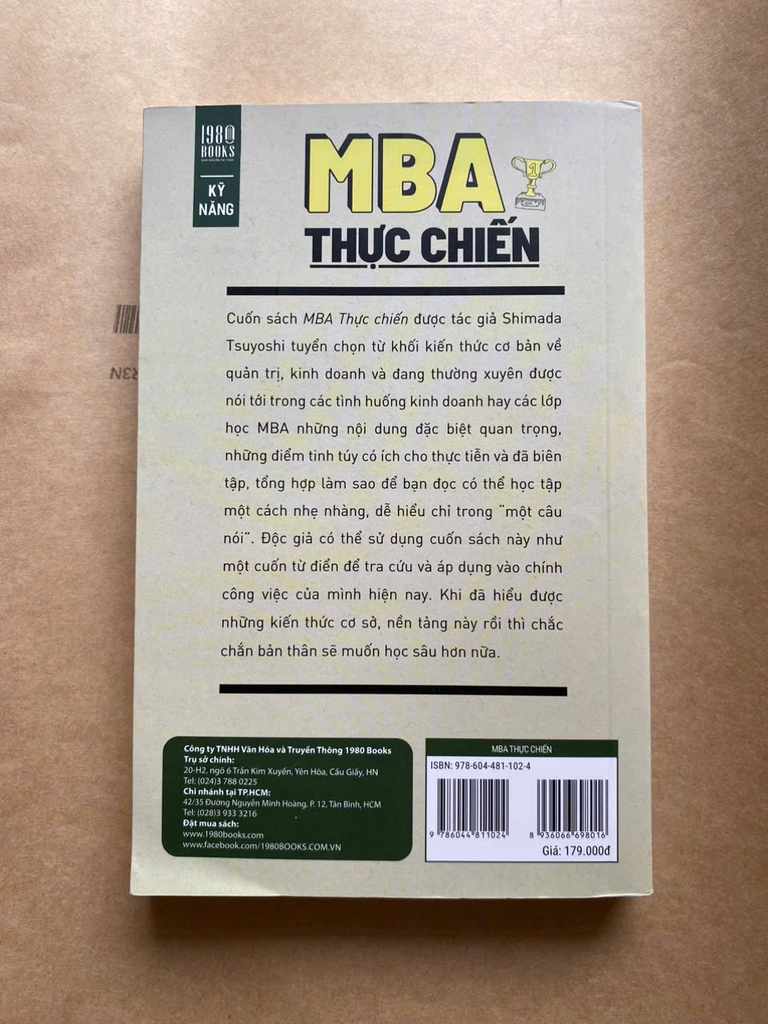 1980
BOOKS
KỸ
NĂNG
MBA
1
THỰC CHIẾN
Cuốn sách MBA Thực chiến được tác giả Shimada
Tsuyoshi tuyển chọn từ khối kiến thức cơ bản về
quản trị, kinh doanh và đang thường xuyên được
nói tới trong các tình huống kinh doanh hay các lớp
học MBA những nội dung đặc biệt quan trọng,
những điểm tinh túy có ích cho thực tiễn và đã biên
tập, tổng hợp làm sao để bạn đọc có thể học tập
một cách nhẹ nhàng, dễ hiểu chỉ trong "một câu
nói". Độc giả có thể sử dụng cuốn sách này như
một cuốn từ điển để tra cứu và áp dụng vào chính
công việc của mình hiện nay. Khi đã hiểu được
những kiến thức cơ sở, nền tảng này rồi thì chắc
chắn bản thân sẽ muốn học sâu hơn nữa.
Công ty TNHH Văn Hóa và Truyền Thông 1980 Books
Trụ sở chính:
20-H2, ngõ 6 Trần Kim Xuyến, Yên Hòa, Cầu Giấy, HN
Tel: (024)3 788 0225
Chi nhánh tại TP.HCM:
42/35 Đường Nguyễn Minh Hoàng, P. 12, Tân Bình, HCM
Tel: (028)3 933 3216
Đặt mua sách:
www.1980books.com
www.facebook.com/1980BOOKS.COM.VN
MBA THỰC CHIẾN
ISBN: 978-604-481-102-4
9 786044 811024
8 936066 698016
Giá: 179.000đ